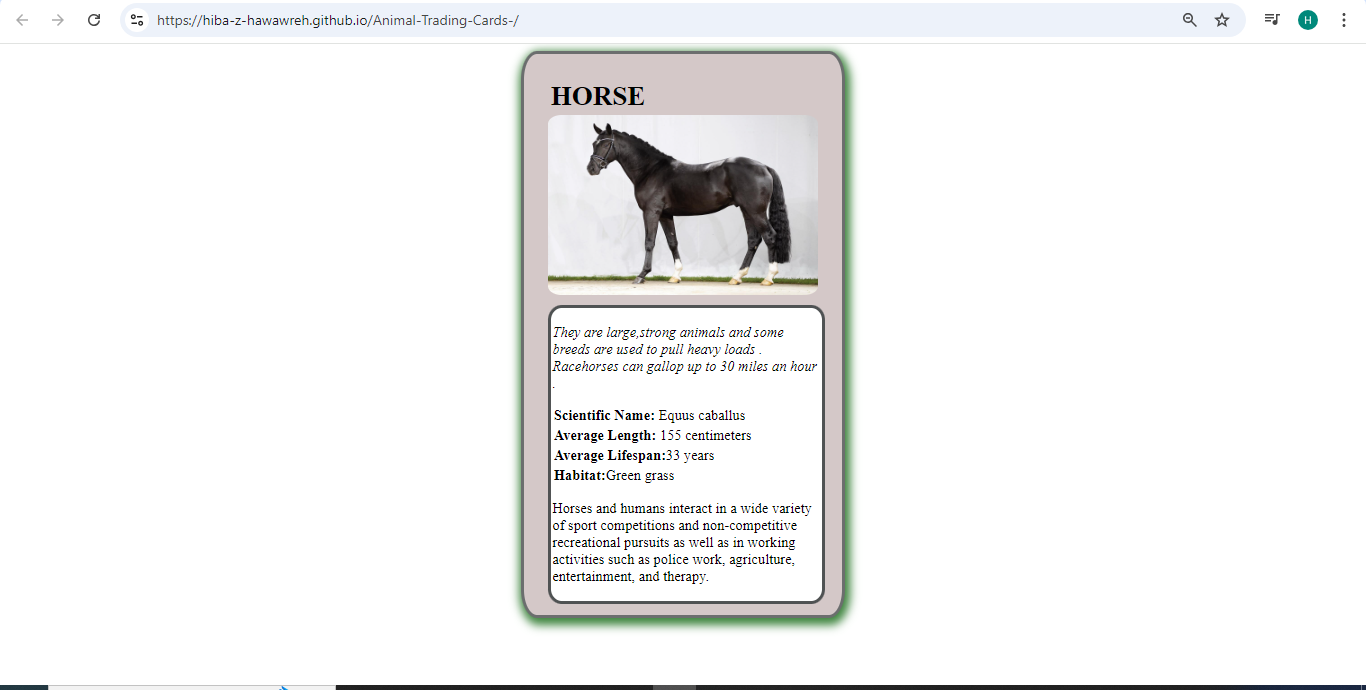 https://hiba-z-hawawreh.github.io/Animal-Trading-Cards-/
H
HORSE
They are large,strong animals and some
breeds are used to pull heavy loads .
Racehorses can gallop up to 30 miles an hour
.
Scientific Name: Equus caballus
Average Length: 155 centimeters
Average Lifespan:33 years
Habitat:Green grass
Horses and humans interact in a wide variety
of sport competitions and non-competitive
recreational pursuits as well as in working
activities such as police work, agriculture,
entertainment, and therapy.